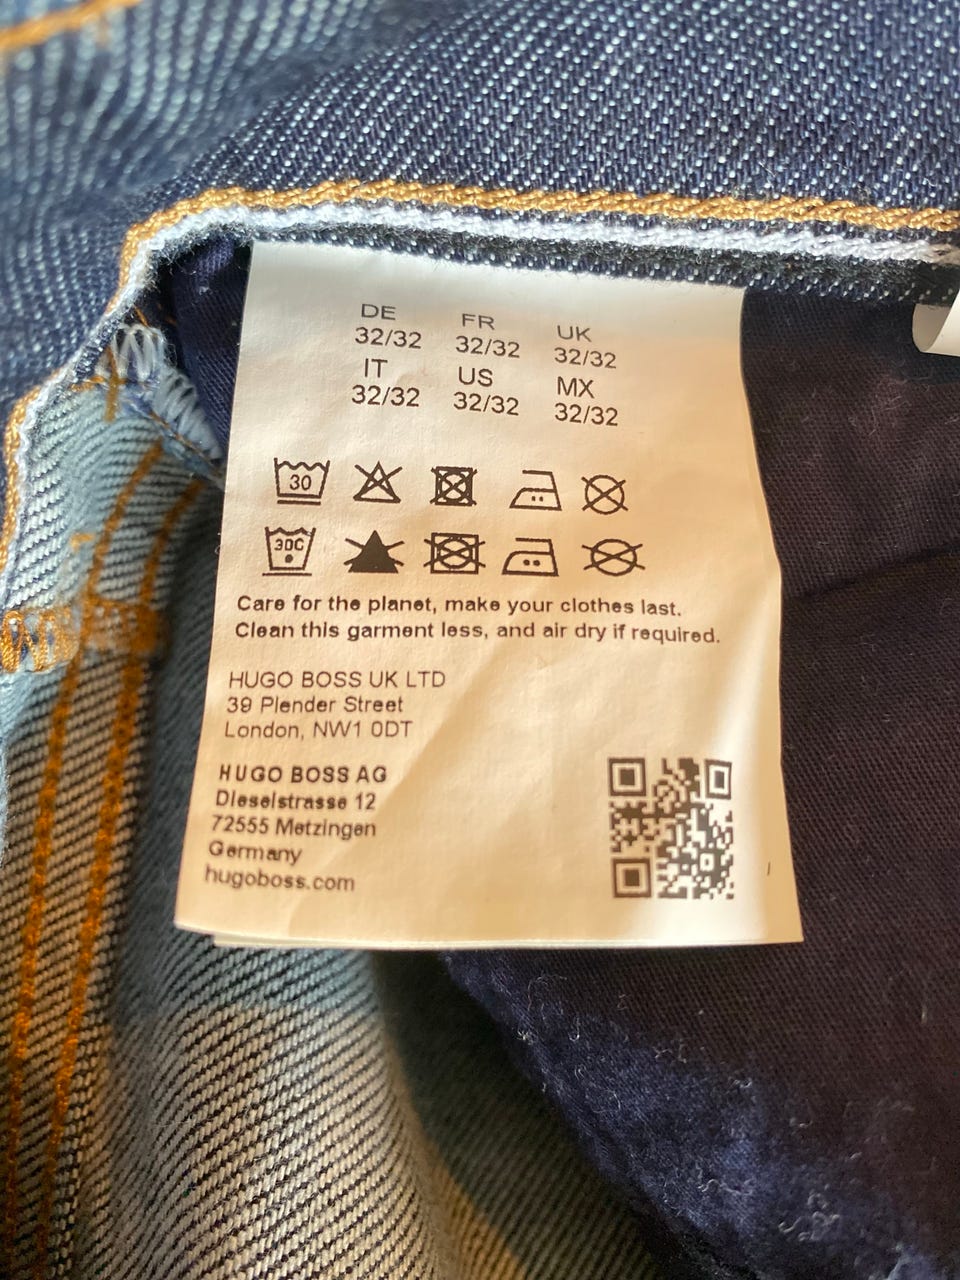 DE FR UK
32/32 32/32 32/32
IT US MX
32/32 32/32 32/32
30
30C
Care for the planet, make your clothes last.
Clean this garment less, and air dry if required.
HUGO BOSS UK LTD
39 Plender Street
London, NW1 0DT
HUGO BOSS AG
Dieselstrasse 12
72555 Metzingen
Germany
hugoboss.com